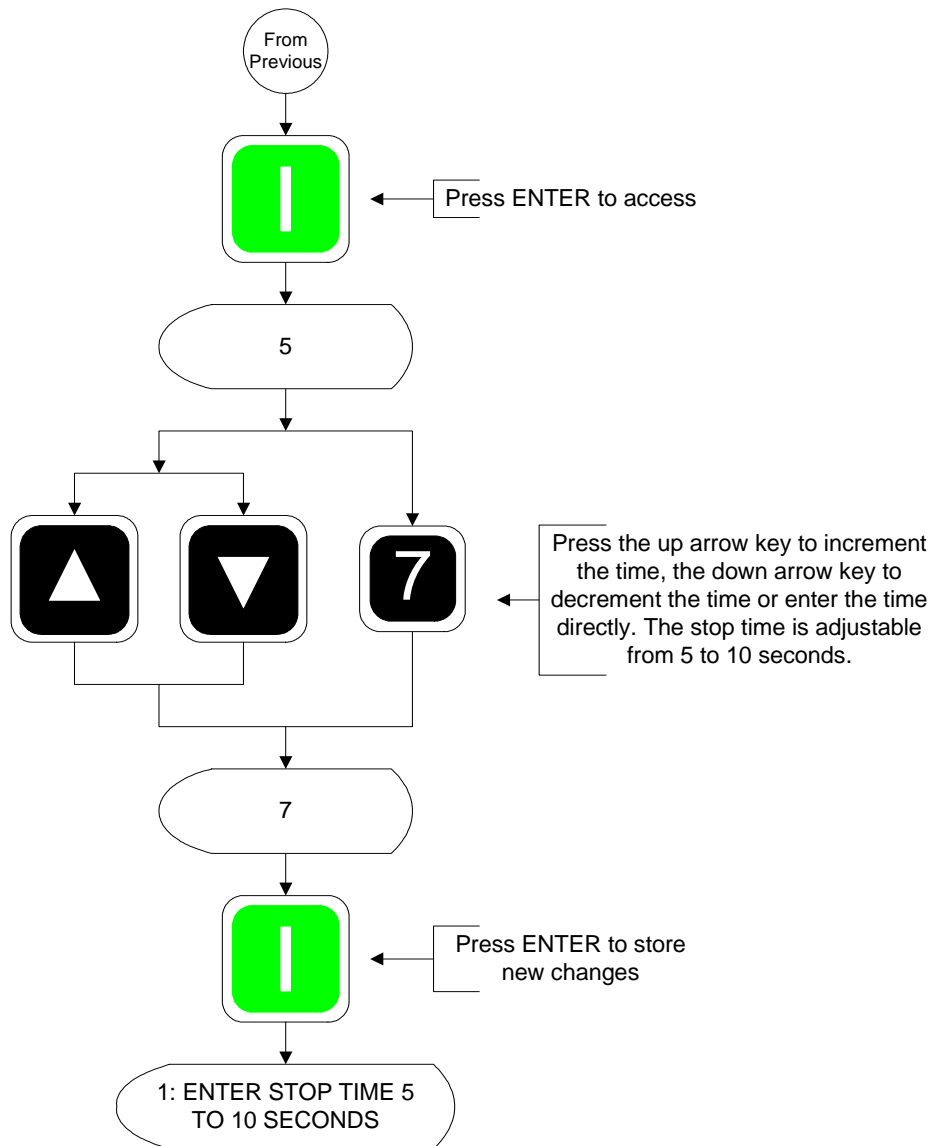 From
Previous
Press ENTER to access
5
7
Press the up arrow key to increment
the time, the down arrow key to
decrement the time or enter the time
directly. The stop time is adjustable
from 5 to 10 seconds.
7
Press ENTER to store
new changes
1: ENTER STOP TIME 5
TO 10 SECONDS